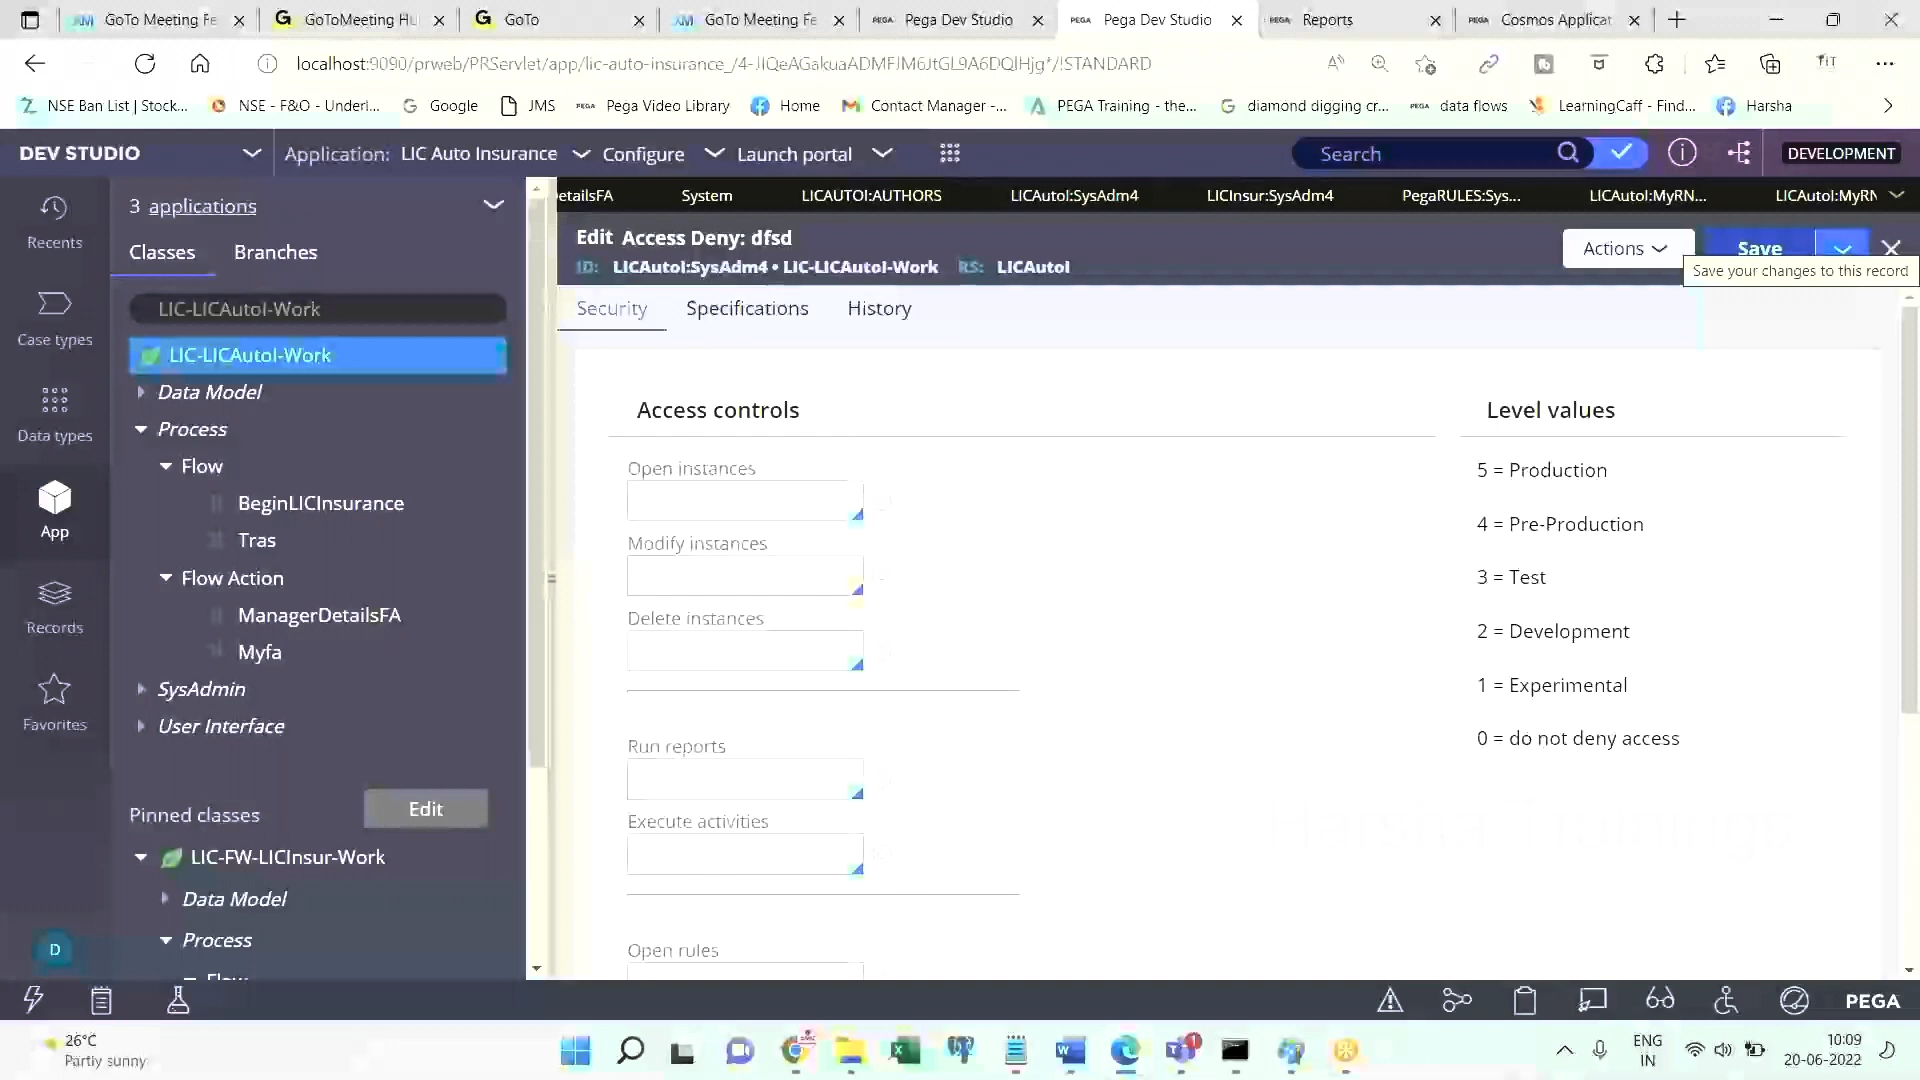 GoTo Meeting Fe
GoToMeeting HU
GoTo
GoTo Meeting Fe
PEGA Pega Dev Studio
PEGA Pega Dev Studio
PEGA Reports
PEGA Cosmos Applicat
localhost:9090/prweb/PRServlet/app/lic-auto-insurance_/4-JIQeAGakuaADMFJM6JtGL9A6DQlHjg*/!STANDARD
NSE Ban List | Stock...
NSE - F&O - Underl...
Google
JMS
PEGA Pega Video Library
Home
Contact Manager -...
PEGA Training - the...
diamond digging cr...
PEGA data flows
LearningCaff - Find...
Harsha
DEV STUDIO
Application: LIC Auto Insurance
Configure
Launch portal
Search
DEVELOPMENT
Recents
Case types
Data types
App
Records
Favorites
D
3 applications
Classes
Branches
LIC-LICAutoI-Work
LIC-LICAutoI-Work
Data Model
Process
Flow
BeginLICInsurance
Tras
Flow Action
ManagerDetailsFA
Myfa
SysAdmin
User Interface
Pinned classes
Edit
LIC-FW-LICInsur-Work
Data Model
Process
Flow
etailsFA
System
LICAUTOI:AUTHORS
LICAutoI:SysAdm4
LICInsur:SysAdm4
PegaRULES:Sys...
LICAutoI:MyRN...
LICAutoI:MyRN
Edit Access Deny: dfsd
ID: LICAutoI:SysAdm4 • LIC-LICAutoI-Work RS: LICAutoI
Actions
Save
Save your changes to this record
Security
Specifications
History
Access controls
Open instances
Modify instances
Delete instances
Run reports
Execute activities
Open rules
Level values
5 = Production
4 = Pre-Production
3 = Test
2 = Development
1 = Experimental
0 = do not deny access
PEGA
26°C
Partly sunny
1
ENG
IN
10:09
20-06-2022